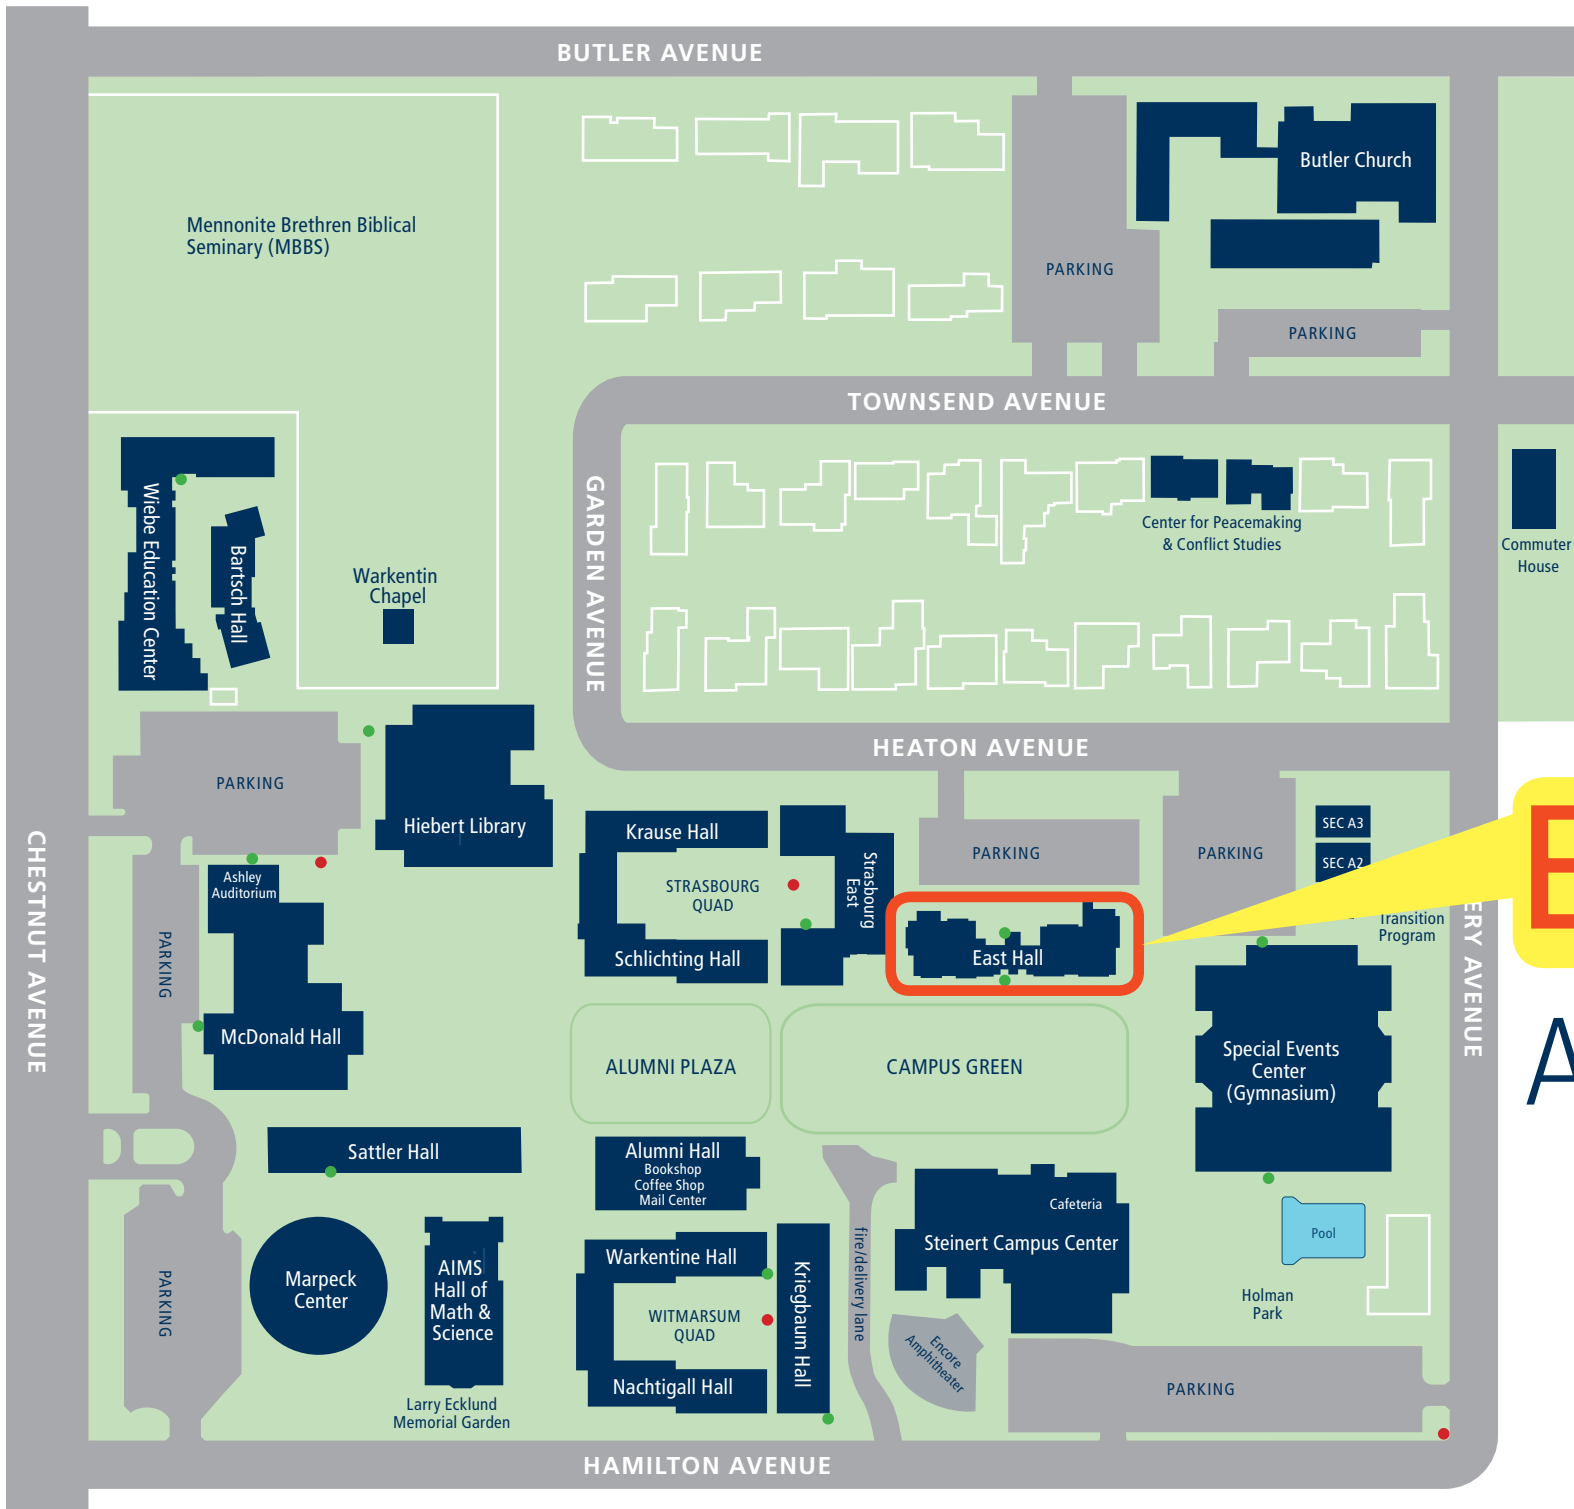 BUTLER AVENUE
Butler Church
Mennonite Brethren Biblical
Seminary (MBBS)
PARKING
PARKING
TOWNSEND AVENUE
GARDEN AVENUE
Center for Peacemaking
& Conflict Studies
Commuter
House
Wiebe Education Center
Bartsch Hall
Warkentin
Chapel
HEATON AVENUE
PARKING
Hiebert Library
Krause Hall
STRASBOURG
QUAD
Strasbourg
East
Schlichting Hall
PARKING
PARKING
SEC A3
SEC A2
Transition
Program
East Hall
CHESTNUT AVENUE
Ashley
Auditorium
PARKING
McDonald Hall
ALUMNI PLAZA
CAMPUS GREEN
Special Events
Center
(Gymnasium)
ERY AVENUE
E
A
Sattler Hall
Alumni Hall
Bookshop
Coffee Shop
Mail Center
Cafeteria
Steinert Campus Center
Pool
Holman
Park
PARKING
Marpeck
Center
AIMS
Hall of
Math &
Science
Larry Ecklund
Memorial Garden
Warkentine Hall
WITMARSUM
QUAD
Nachtigall Hall
Kriegbaum Hall
fire/delivery lane
Encore
Amphitheater
PARKING
HAMILTON AVENUE